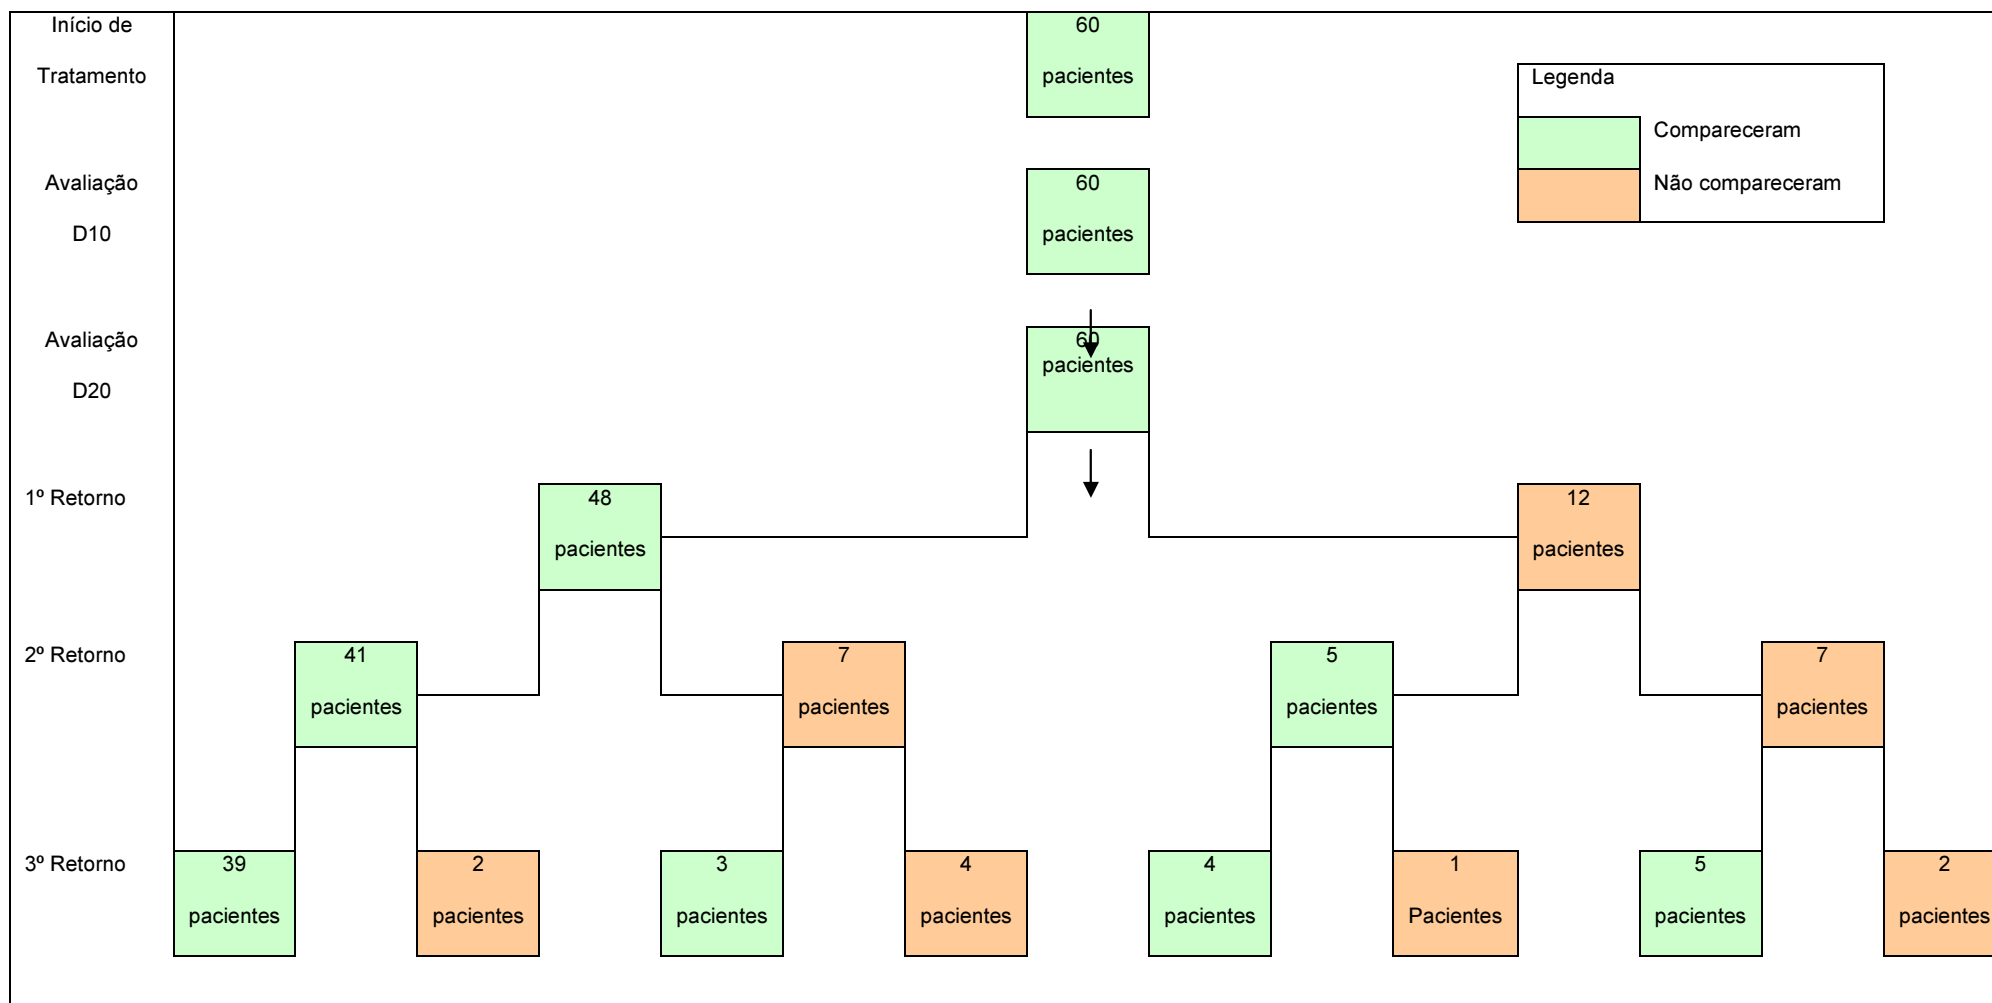 Início de
Tratamento
60
pacientes
Legenda
Compareceram
Não compareceram
Avaliação
D10
60
pacientes
Avaliação
D20
60
pacientes
1º Retorno
48
pacientes
12
pacientes
2º Retorno
41
pacientes
7
pacientes
5
pacientes
7
pacientes
3º Retorno
39
pacientes
2
pacientes
3
pacientes
4
pacientes
4
pacientes
1
Pacientes
5
pacientes
2
pacientes